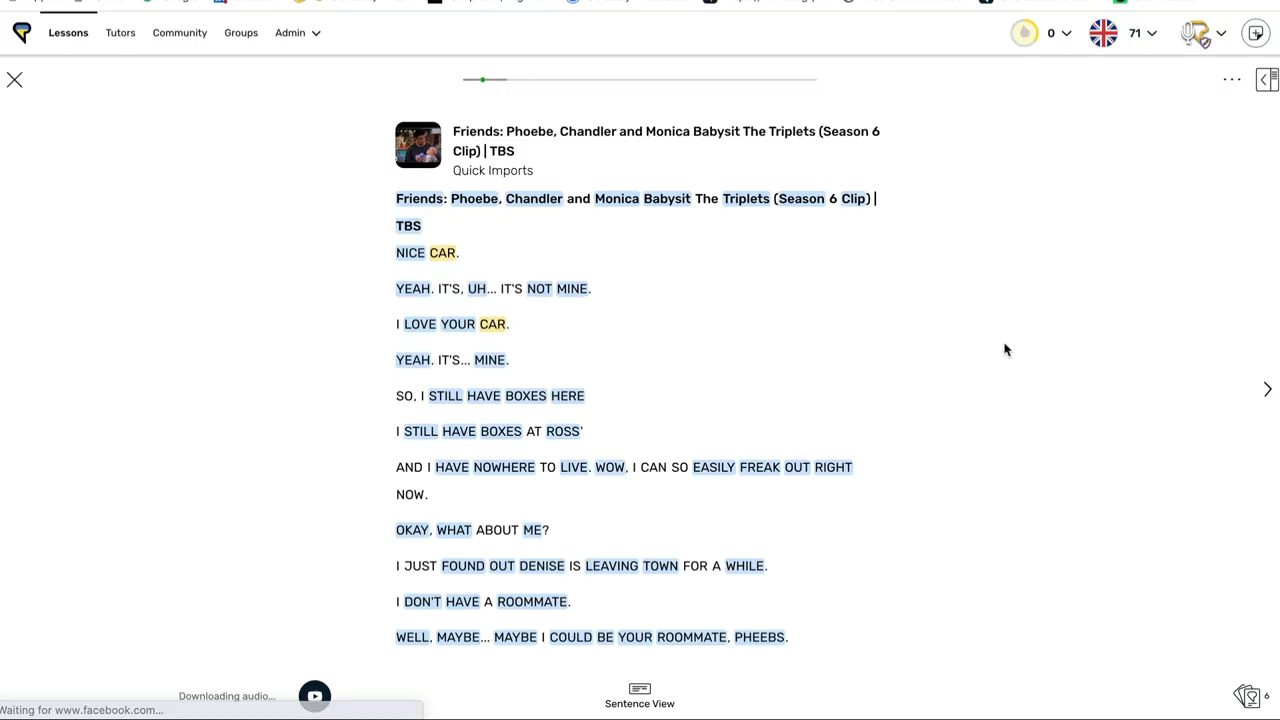 Lessons Tutors Community Groups Admin 0 71
Friends: Phoebe, Chandler and Monica Babysit The Triplets (Season 6
Clip) | TBS
Quick Imports
Friends: Phoebe, Chandler and Monica Babysit The Triplets (Season 6 Clip) |
TBS
NICE CAR.
YEAH. IT'S, UH... IT'S NOT MINE.
I LOVE YOUR CAR.
YEAH. IT'S... MINE.
SO, I STILL HAVE BOXES HERE
I STILL HAVE BOXES AT ROSS'
AND I HAVE NOWHERE TO LIVE. WOW, I CAN SO EASILY FREAK OUT RIGHT
NOW.
OKAY, WHAT ABOUT ME?
I JUST FOUND OUT DENISE IS LEAVING TOWN FOR A WHILE.
I DON'T HAVE A ROOMMATE.
WELL, MAYBE... MAYBE I COULD BE YOUR ROOMMATE, PHEEBS.
Downloading audio...
Sentence View
6
Waiting for www.facebook.com...